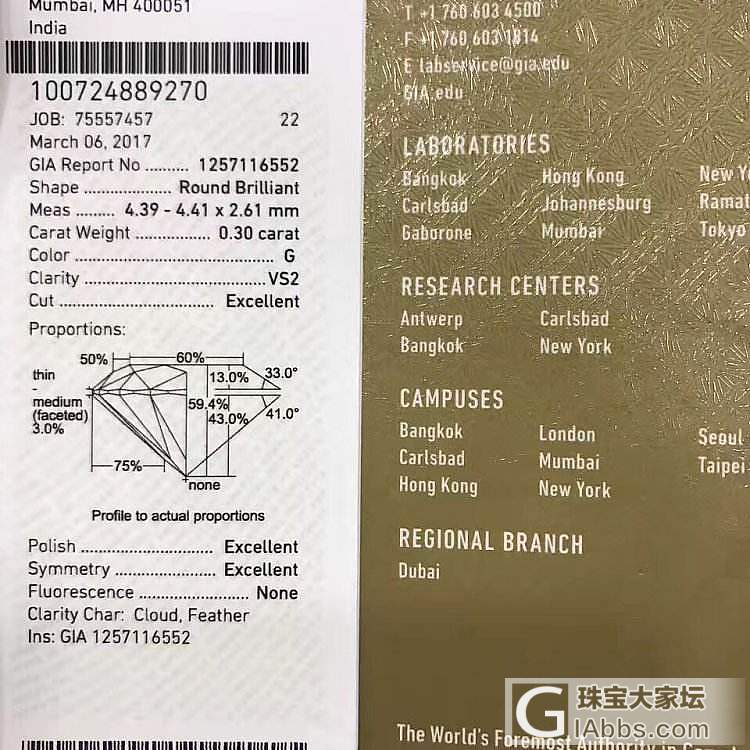 Mumbai, MH 400051
India
100724889270
JOB: 75557457 22
March 06, 2017
GIA Report No .......... 1257116552
Shape ................ Round Brilliant
Meas ......... 4.39 - 4.41 x 2.61 mm
Carat Weight ................ 0.30 carat
Color ........................................ G
Clarity .................................... VS2
Cut ............................... Excellent
Proportions:
50% 60%
thin
-
medium
(faceted)
3.0%
13.0% 33.0°
59.4%
43.0% 41.0°
75%
none
Profile to actual proportions
Polish .......................... Excellent
Symmetry .................... Excellent
Fluorescence ..................... None
Clarity Char: Cloud, Feather
Ins: GIA 1257116552
T +1 760 603 4500
F +1 760 603 1814
E labservice@gia.edu
GIA.edu
LABORATORIES
Bangkok Hong Kong New Y
Carlsbad Johannesburg Ramat
Gaborone Mumbai Tokyo
RESEARCH CENTERS
Antwerp Carlsbad
Bangkok New York
CAMPUSES
Bangkok London Seoul
Carlsbad Mumbai Taipei
Hong Kong New York
REGIONAL BRANCH
Dubai
The World's Foremost Authority in
G 珠宝大家坛
GIAbbs.com